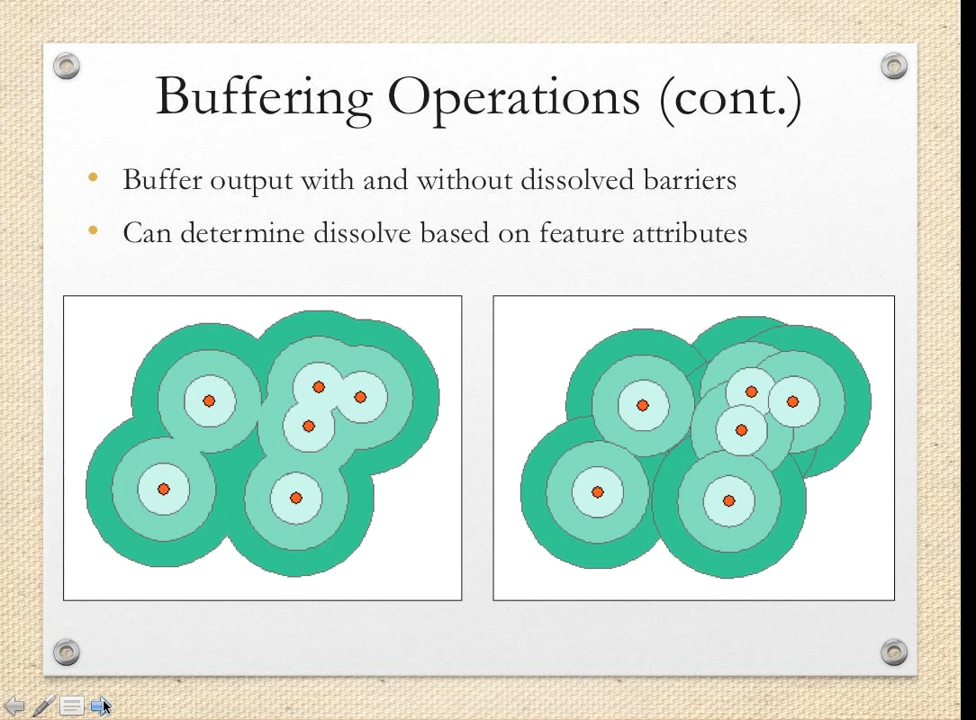 Buffering Operations (cont.)
• Buffer output with and without dissolved barriers
• Can determine dissolve based on feature attributes